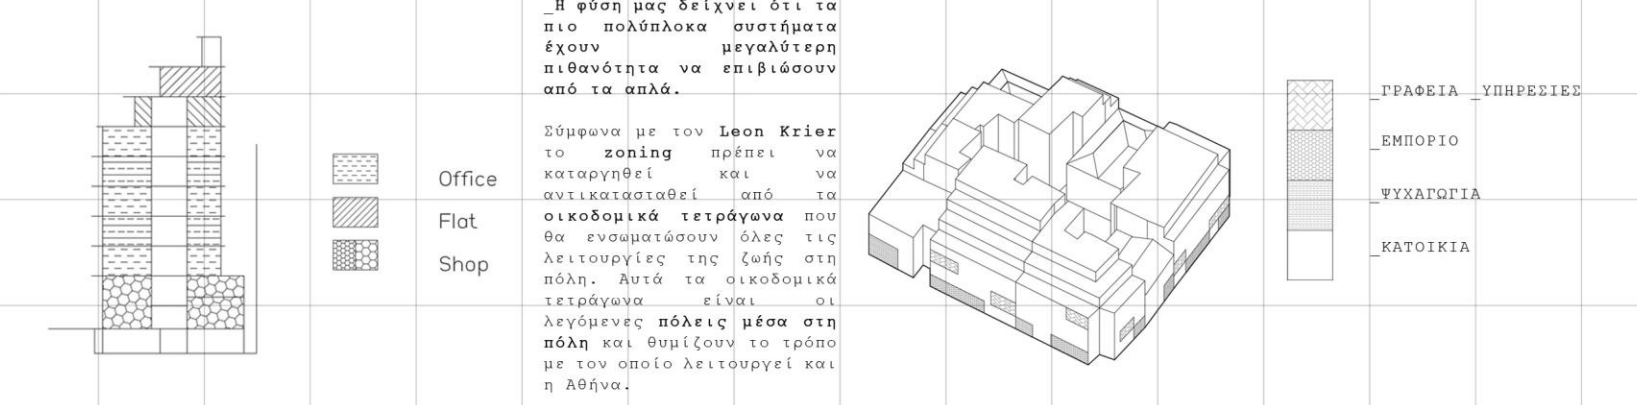 _Η φύση μας δείχνει ότι τα
πιο πολύπλοκα συστήματα
έχουν μεγαλύτερη
πιθανότητα να επιβιώσουν
από τα απλά.
Σύμφωνα με τον Leon Krier
το zoning πρέπει να
καταργηθεί και να
αντικατασταθεί από τα
οικοδομικά τετράγωνα που
θα ενσωματώσουν όλες τις
λειτουργίες της ζωής στη
πόλη. Αυτά τα οικοδομικά
τετράγωνα είναι οι
λεγόμενες πόλεις μέσα στη
πόλη και θυμίζουν το τρόπο
με τον οποίο λειτουργεί και
η Αθήνα.
Office
Flat
Shop
_ΓΡΑΦΕΙΑ _ΥΠΗΡΕΣΙΕΣ
_ΕΜΠΟΡΙΟ
_ΨΥΧΑΓΩΓΙΑ
_ΚΑΤΟΙΚΙΑ